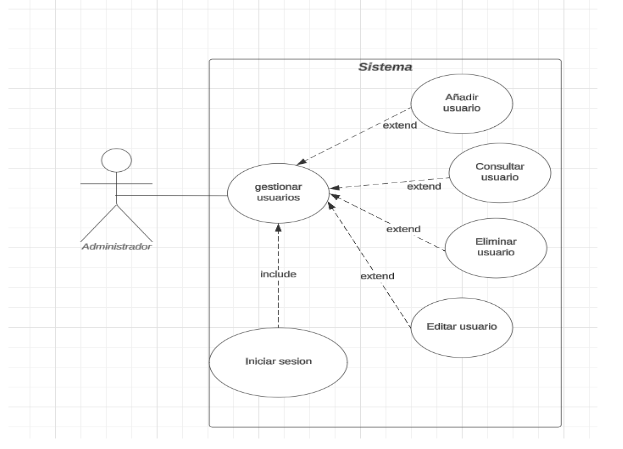 Sistema
Añadir
usuario
extend
Consultar
usuario
extend
gestionar
usuarios
Eliminar
usuario
extend
Administrador
include
extend
Editar usuario
Iniciar sesion